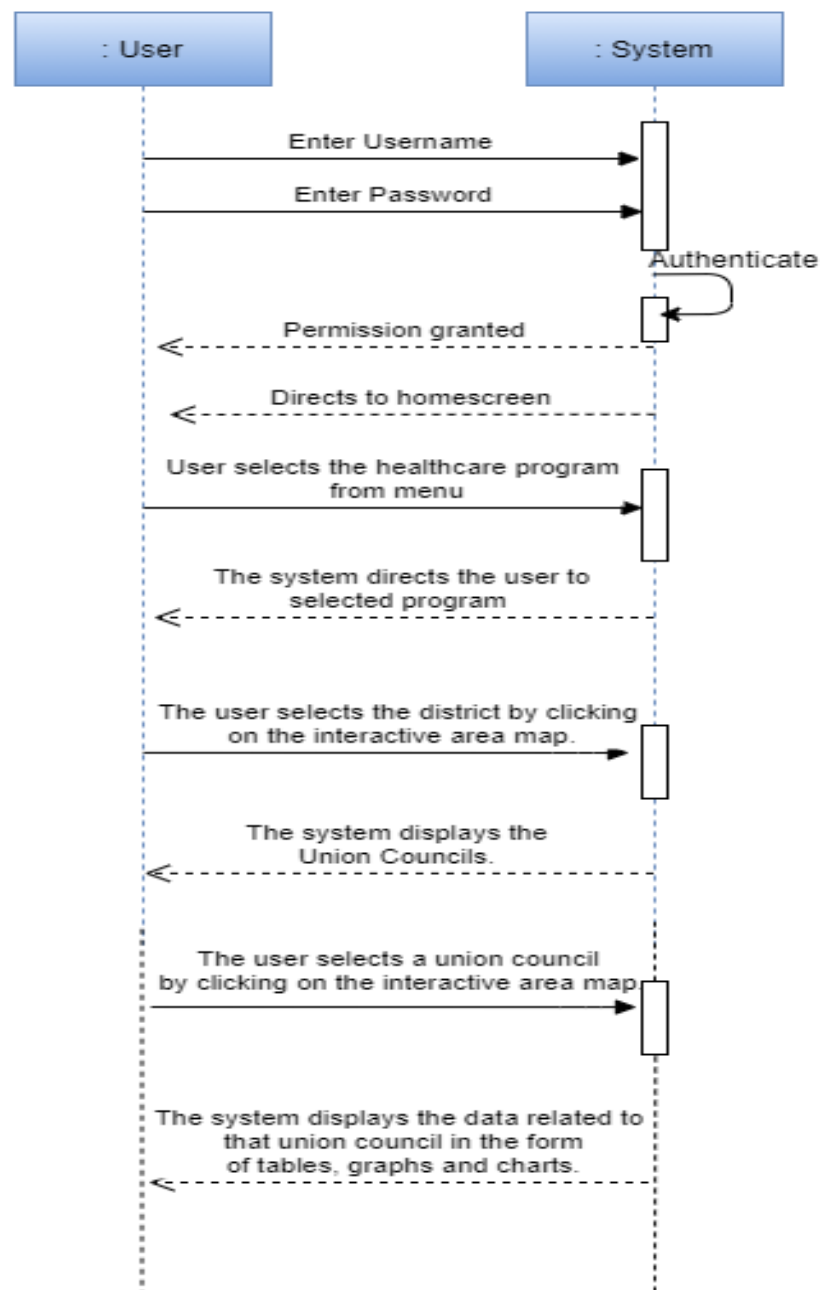 : User
: System
Enter Username
Enter Password
Authenticate
Permission granted
Directs to homescreen
User selects the healthcare program
from menu
The system directs the user to
selected program
The user selects the district by clicking
on the interactive area map.
The system displays the
Union Councils.
The user selects a union council
by clicking on the interactive area map.
The system displays the data related to
that union council in the form
of tables, graphs and charts.